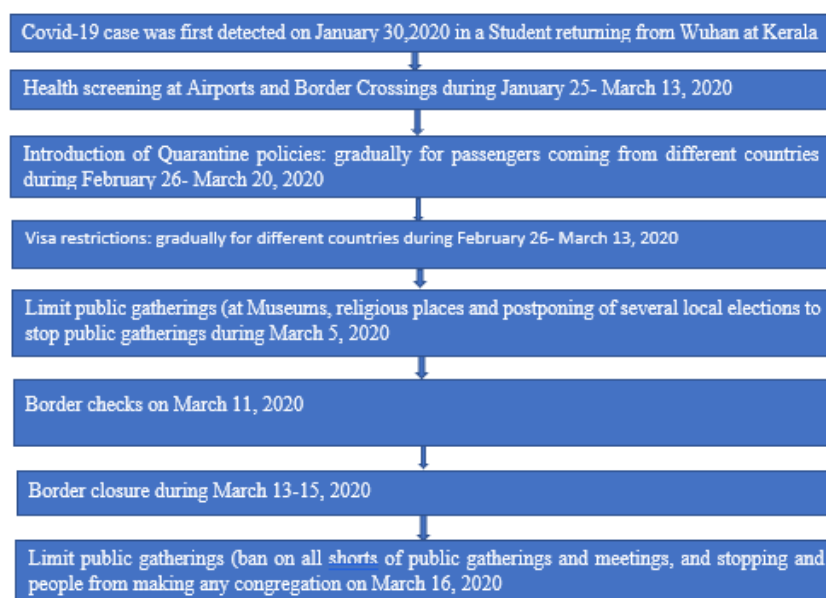 Covid-19 case was first detected on January 30,2020 in a Student returning from Wuhan at Kerala
Health screening at Airports and Border Crossings during January 25- March 13, 2020
Introduction of Quarantine policies: gradually for passengers coming from different countries
during February 26- March 20, 2020
Visa restrictions: gradually for different countries during February 26- March 13, 2020
Limit public gatherings (at Museums, religious places and postponing of several local elections to
stop public gatherings during March 5, 2020
Border checks on March 11, 2020
Border closure during March 13-15, 2020
Limit public gatherings (ban on all shorts of public gatherings and meetings, and stopping and
people from making any congregation on March 16, 2020